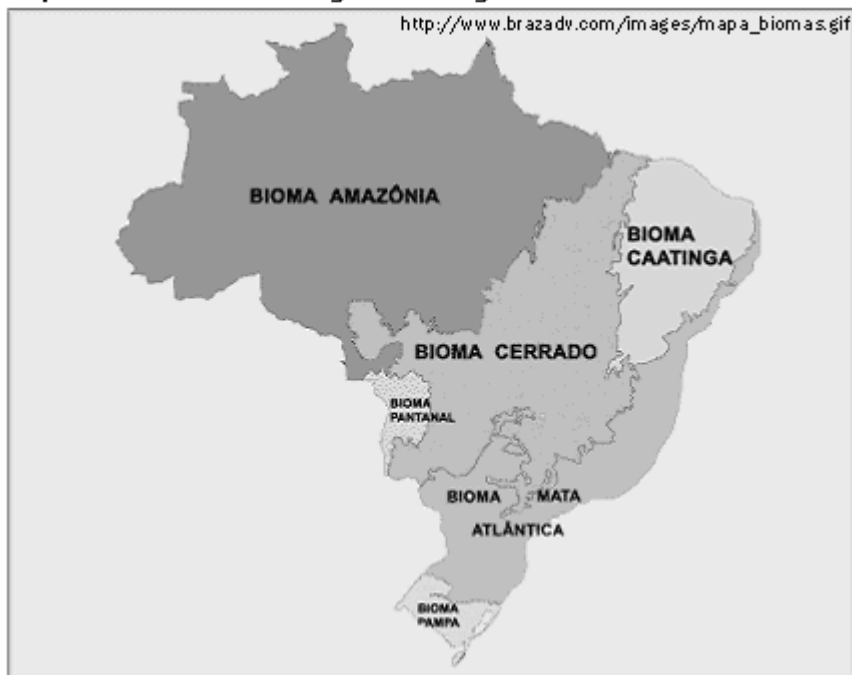 http://www.brazadv.com/images/mapa_biomas.gif
BIOMA AMAZÔNIA
BIOMA
CAATINGA
BIOMA CERRADO
BIOMA
PANTANAL
BIOMA MATA
ATLÂNTICA
BIOMA
PAMPA